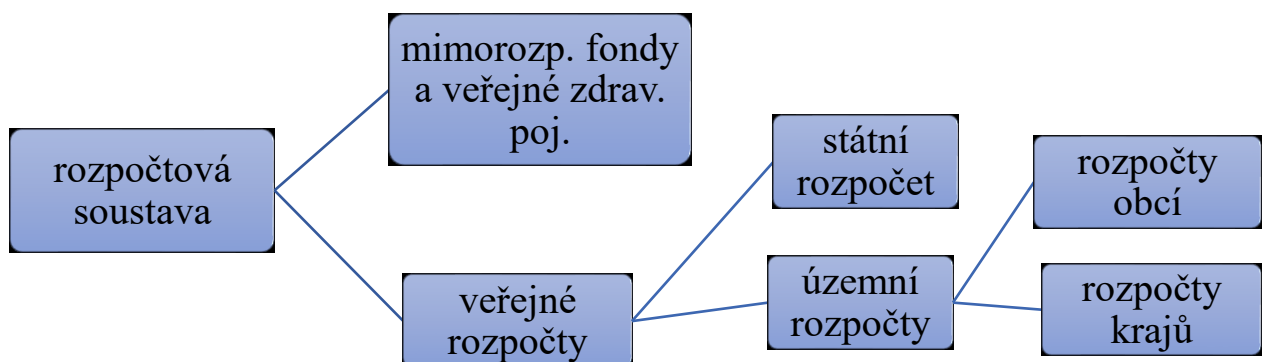 rozpočtová
soustava
mimorozp. fondy
a veřejné zdrav.
poj.
veřejné
rozpočty
státní
rozpočet
územní
rozpočty
rozpočty
obcí
rozpočty
krajů